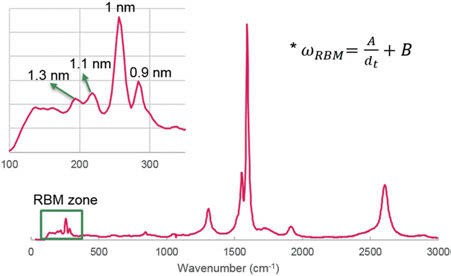 1 nm
1.1 nm
1.3 nm
0.9 nm
* ω_RBM = A/d_t + B
100 200 300
RBM zone
0 500 1000 1500 2000 2500 3000
Wavenumber (cm⁻¹)